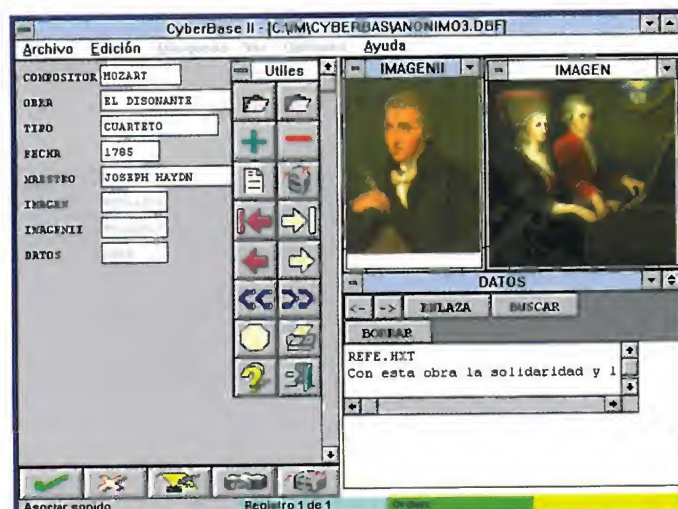 CyberBase II - [C:\IM\CYBERBAS\ANONIMO3.DBF]
Archivo Edición Ayuda
COMPOSITOR MOZART
OBRA EL DISONANTE
TIPO CUARTETO
FECHA 1785
MAESTRO JOSEPH HAYDN
IMAGEN
IMAGENII
DATOS
Utiles
IMAGENII
IMAGEN
DATOS
<- -> ENLAZA BUSCAR
BORRAR
REFE.HXT
Con esta obra la solidaridad y l
Asociar sonido Registro 1 de 1